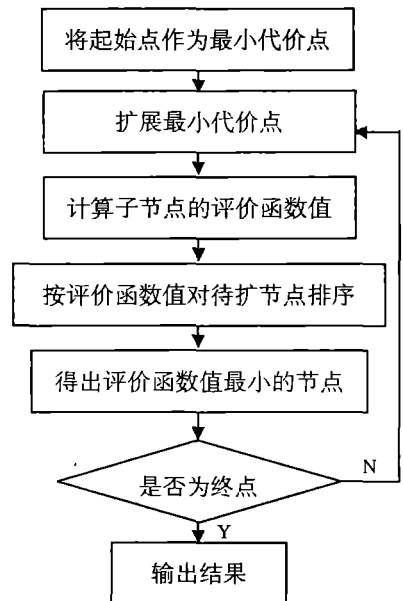 将起始点作为最小代价点
扩展最小代价点
计算子节点的评价函数值
按评价函数值对待扩节点排序
得出评价函数值最小的节点
是否为终点
N
Y
输出结果